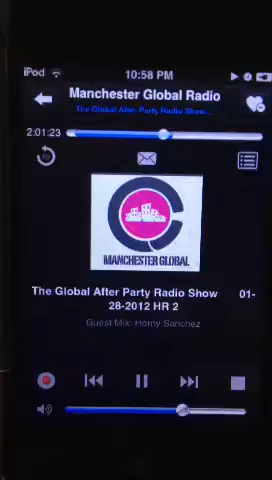 iPod 10:58 PM
Manchester Global Radio
The Global After Party Radio Show...
2:01:23
10
MANCHESTER GLOBAL
The Global After Party Radio Show 01-
28-2012 HR 2
Guest Mix: Horny Sanchez